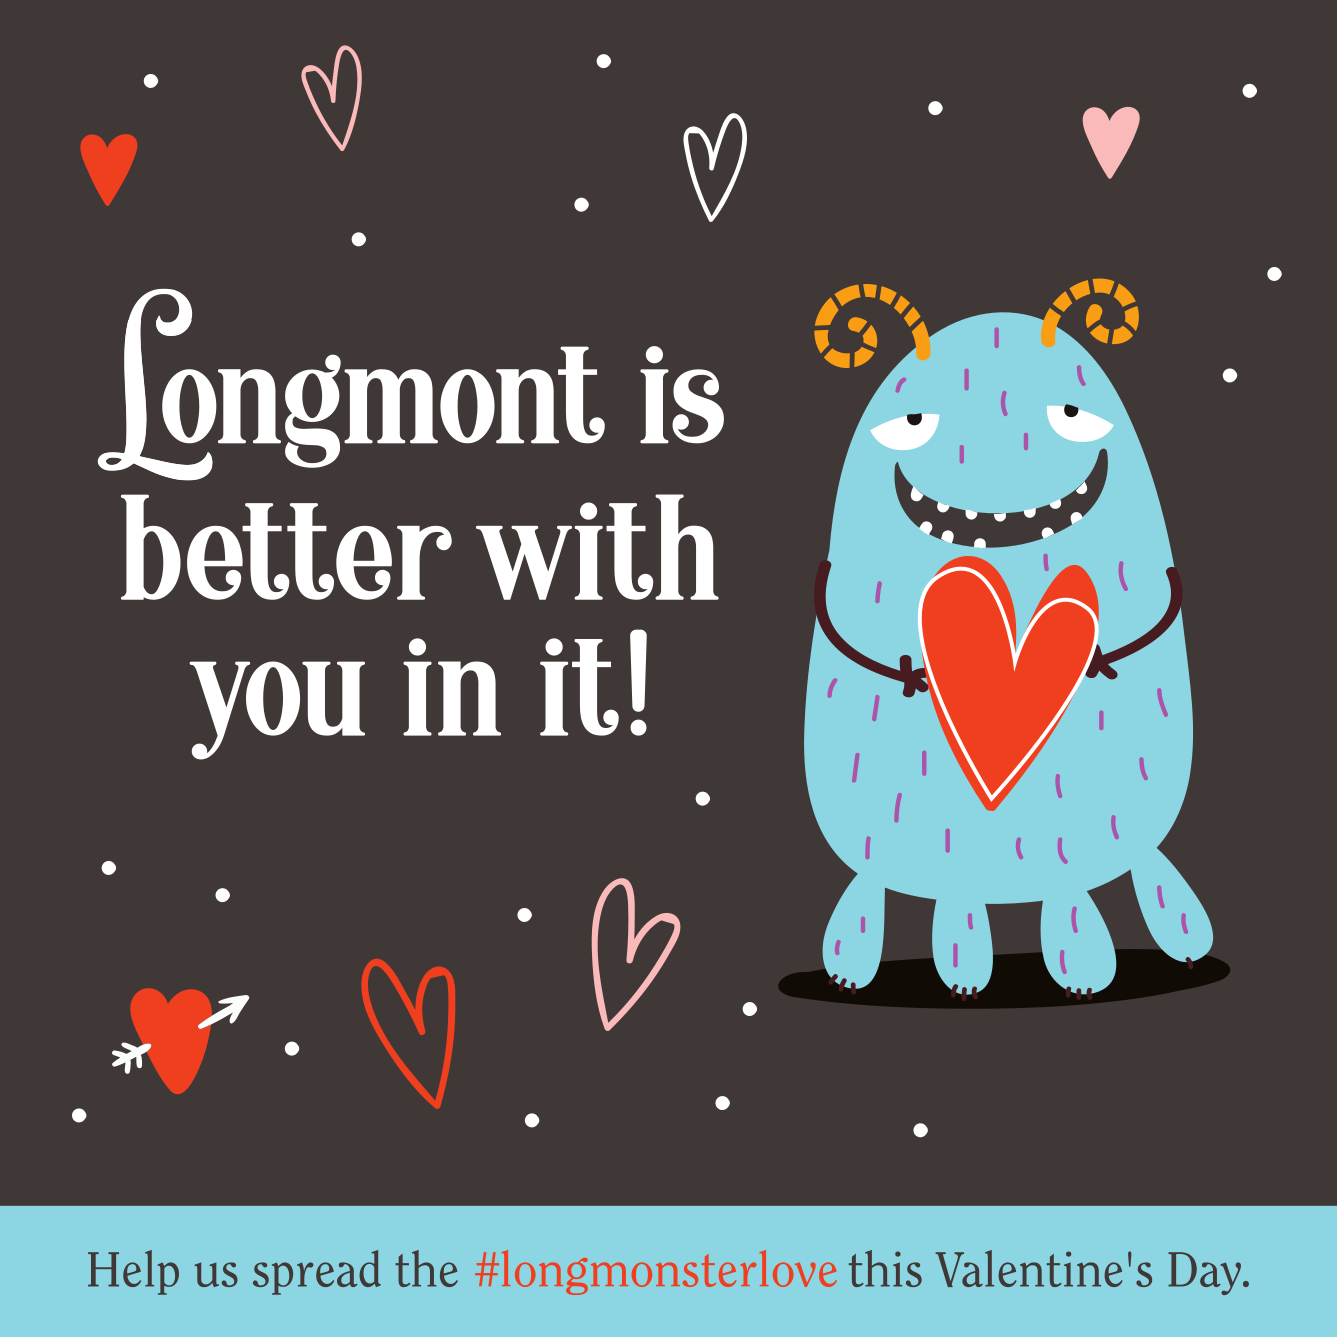 Longmont is
better with
you in it!
Help us spread the #longmonsterlove this Valentine's Day.